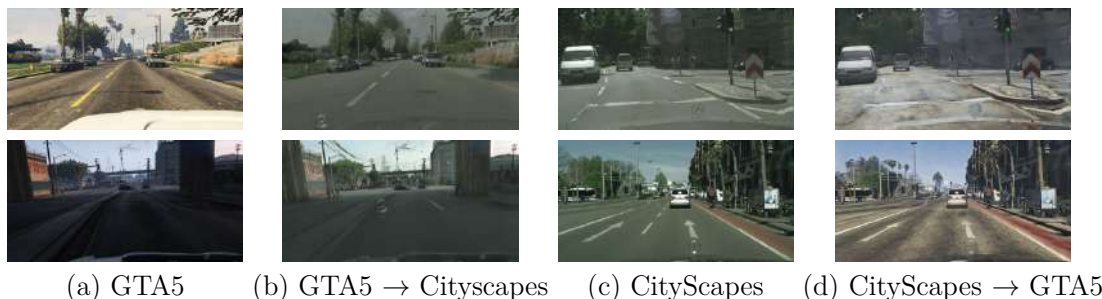 (a) GTA5
(b) GTA5 → Cityscapes
(c) CityScapes
(d) CityScapes → GTA5